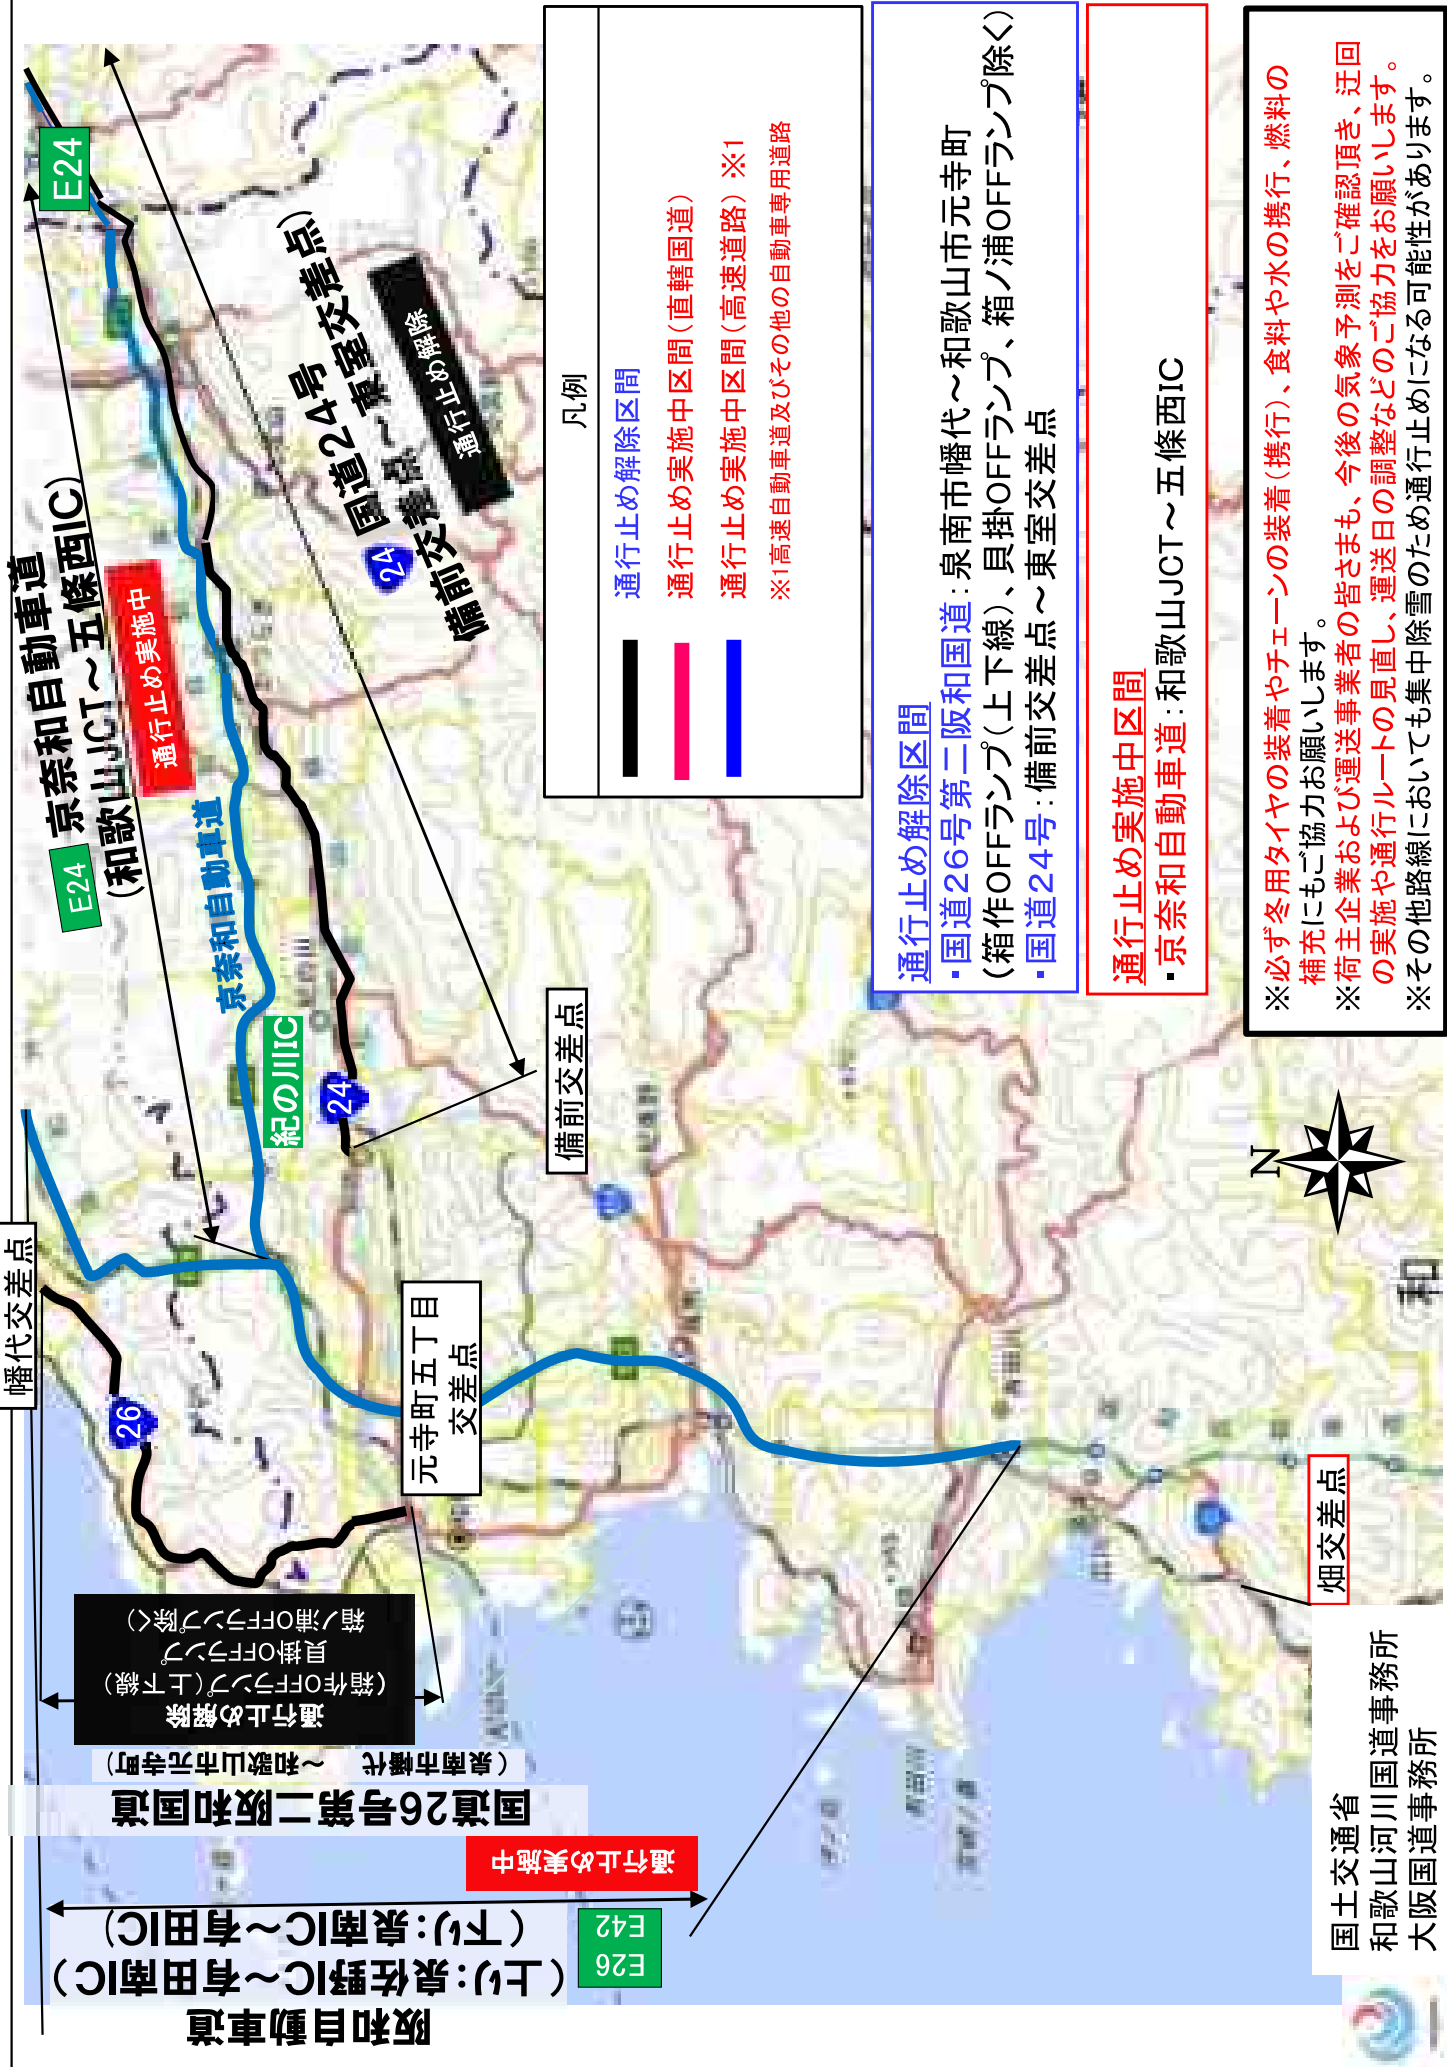 幡代交差点
E24 京奈和自動車道
(和歌山JCT～五條西IC)
通行止め実施中
E24
京奈和自動車道
紀の川IC
24
24
国道24号
備前交差点～東室交差点)
通行止め解除
備前交差点
26
元寺町五丁目
交差点
阪和自動車道
(上り:泉佐野IC～有田南IC)
(下り:泉南IC～有田IC)
E26
E42
通行止め実施中
国道26号第二阪和国道
(泉南市幡代　～和歌山市元寺町)
通行止め解除
(箱作OFFランプ(上下線)
貝掛OFFランプ
箱ノ浦OFFランプ除く)
凡例
通行止め解除区間
通行止め実施中区間(直轄国道)
通行止め実施中区間(高速道路)※1
※1高速自動車道及びその他の自動車専用道路
通行止め解除区間
・国道26号第二阪和国道:泉南市幡代～和歌山市元寺町
(箱作OFFランプ(上下線)、貝掛OFFランプ、箱ノ浦OFFランプ除く)
・国道24号:備前交差点～東室交差点
通行止め実施中区間
・京奈和自動車道:和歌山JCT～五條西IC
※必ず冬用タイヤの装着やチェーンの装着(携行)、食料や水の携行、燃料の
補充にもご協力お願いします。
※荷主企業および運送事業者の皆さまも、今後の気象予測をご確認頂き、迂回
の実施や通行ルートの見直し、運送日の調整などのご協力をお願いします。
※その他路線においても集中除雪のため通行止めになる可能性があります。
N
和
畑交差点
国土交通省
和歌山河川国道事務所
大阪国道事務所